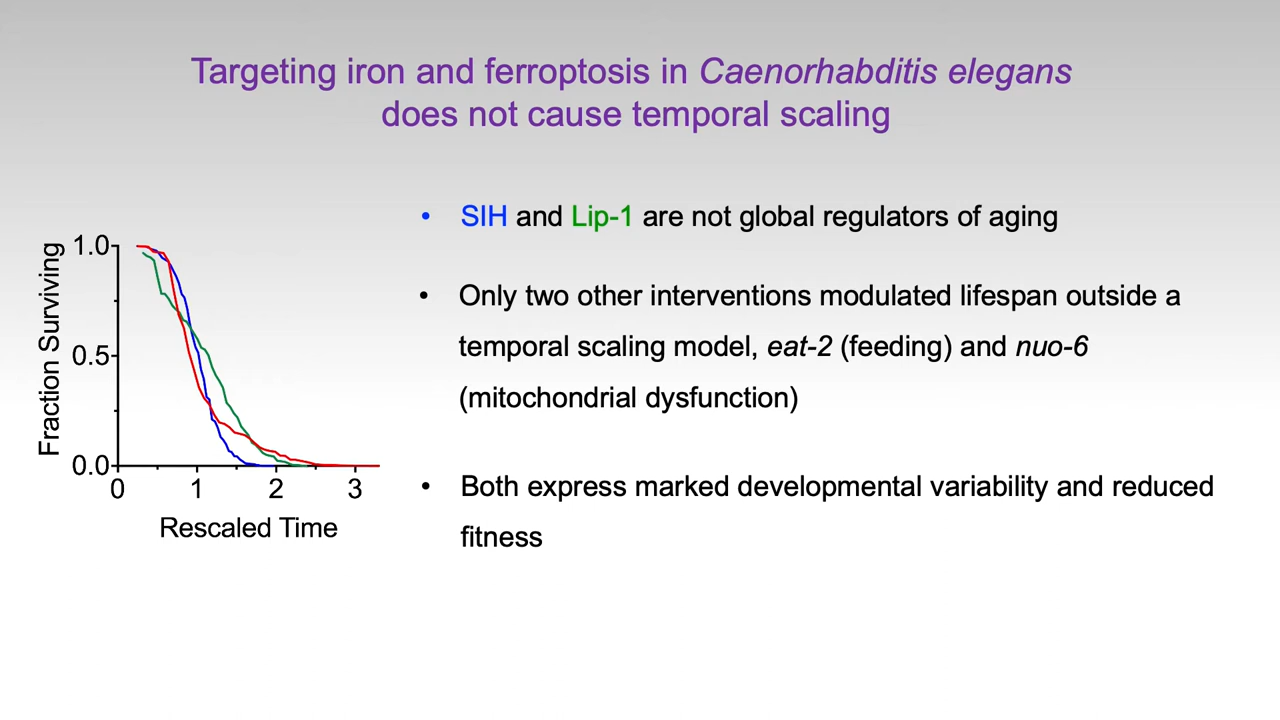 Targeting iron and ferroptosis in Caenorhabditis elegans
does not cause temporal scaling
• SIH and Lip-1 are not global regulators of aging
• Only two other interventions modulated lifespan outside a
temporal scaling model, eat-2 (feeding) and nuo-6
(mitochondrial dysfunction)
• Both express marked developmental variability and reduced
fitness
Fraction Surviving
1.0
0.5
0.0
0 1 2 3
Rescaled Time